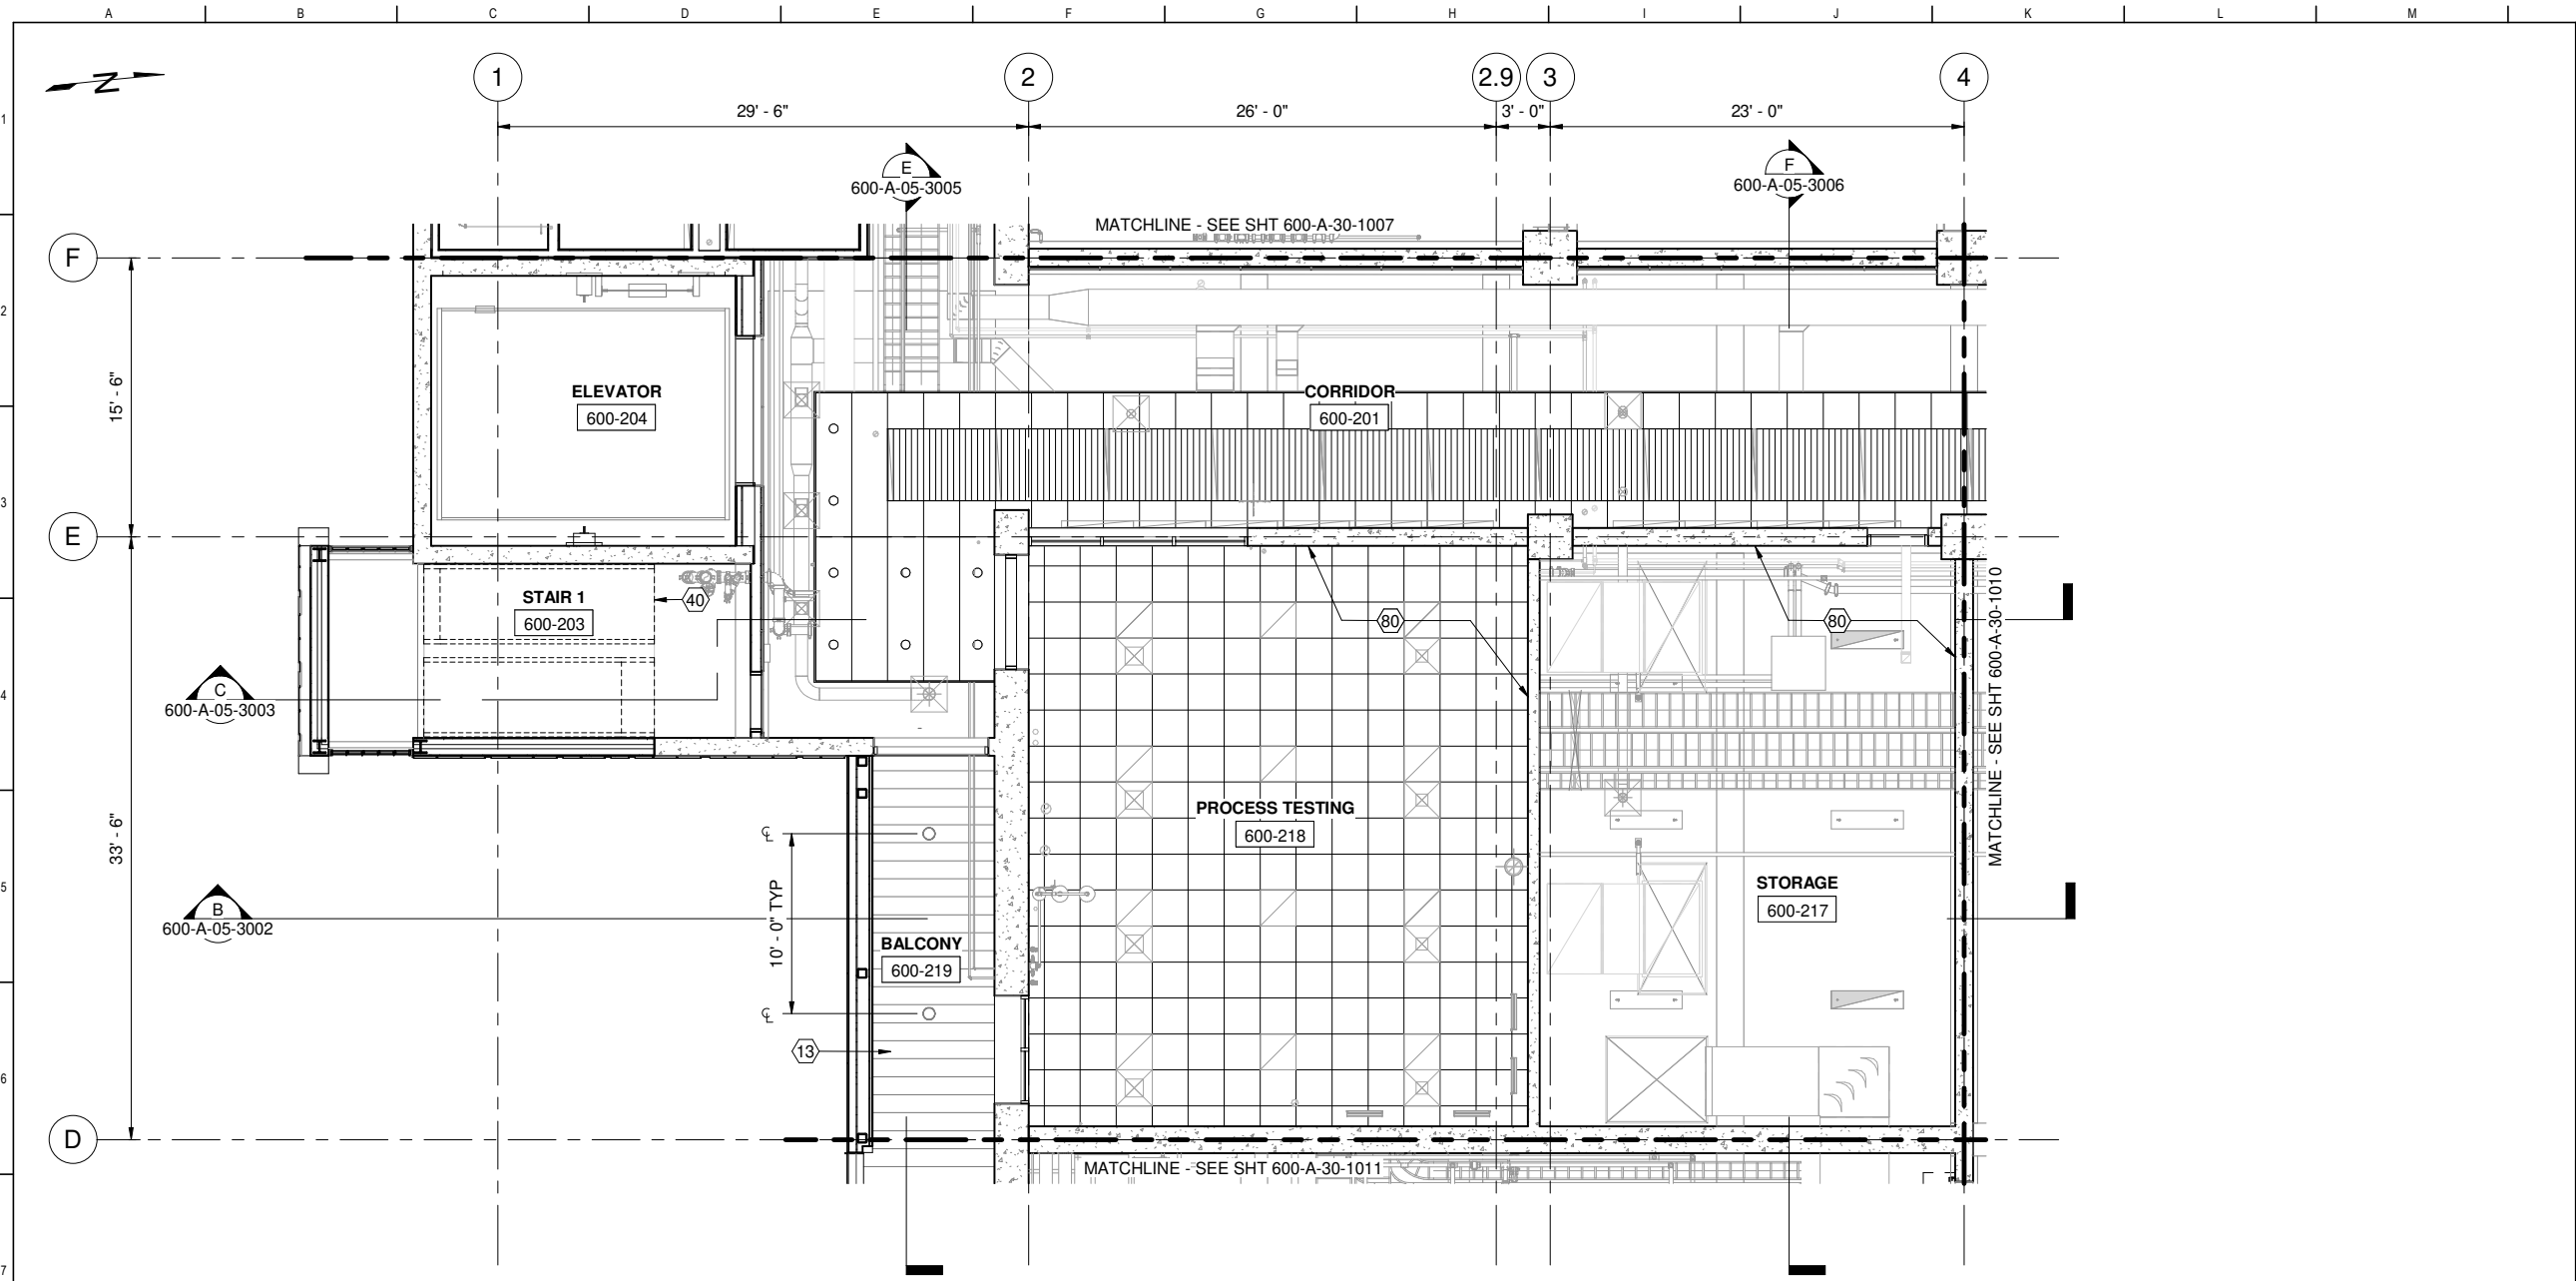 A B C D E F G H I J K L M
N
1 2 2.9 3 4
1
29' - 6" 26' - 0" 3' - 0" 23' - 0"
E
600-A-05-3005
F
600-A-05-3006
MATCHLINE - SEE SHT 600-A-30-1007
F
2
15' - 6"
ELEVATOR
600-204
CORRIDOR
600-201
3
E
STAIR 1
600-203
40
80
80
MATCHLINE - SEE SHT 600-A-30-1010
4
C
600-A-05-3003
33' - 6"
PROCESS TESTING
600-218
℄
10' - 0" TYP
5
STORAGE
600-217
B
600-A-05-3002
BALCONY
600-219
℄
13
6
D
MATCHLINE - SEE SHT 600-A-30-1011
7